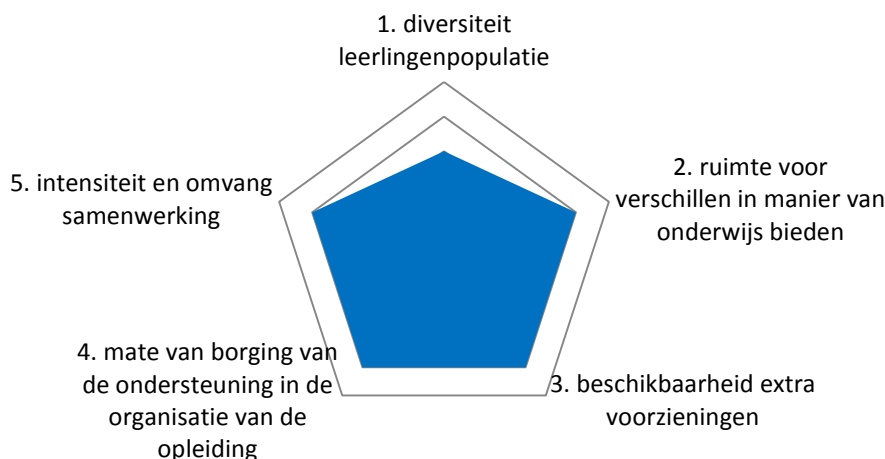 1. diversiteit
leerlingenpopulatie
2. ruimte voor
verschillen in manier van
onderwijs bieden
3. beschikbaarheid extra
voorzieningen
4. mate van borging van
de ondersteuning in de
organisatie van de
opleiding
5. intensiteit en omvang
samenwerking